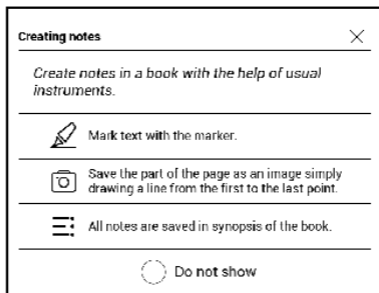 Creating notes
Create notes in a book with the help of usual
instruments.
Mark text with the marker.
Save the part of the page as an image simply
drawing a line from the first to the last point.
All notes are saved in synopsis of the book.
Do not show